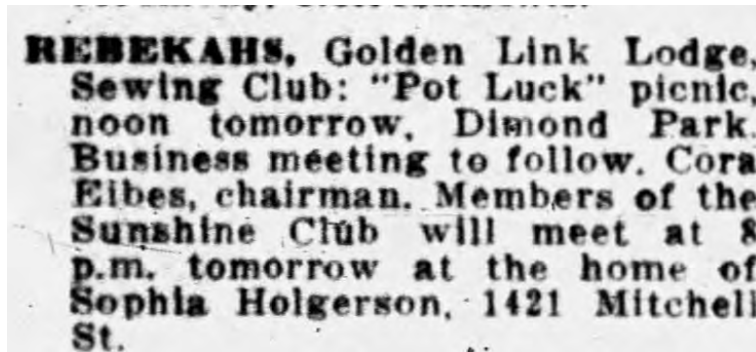 REBEKAHS, Golden Link Lodge,
Sewing Club: "Pot Luck" picnic,
noon tomorrow, Dimond Park.
Business meeting to follow. Cora
Eibes, chairman. Members of the
Sunshine Club will meet at 8
p.m. tomorrow at the home of
Sophia Holgerson, 1421 Mitchell
St.